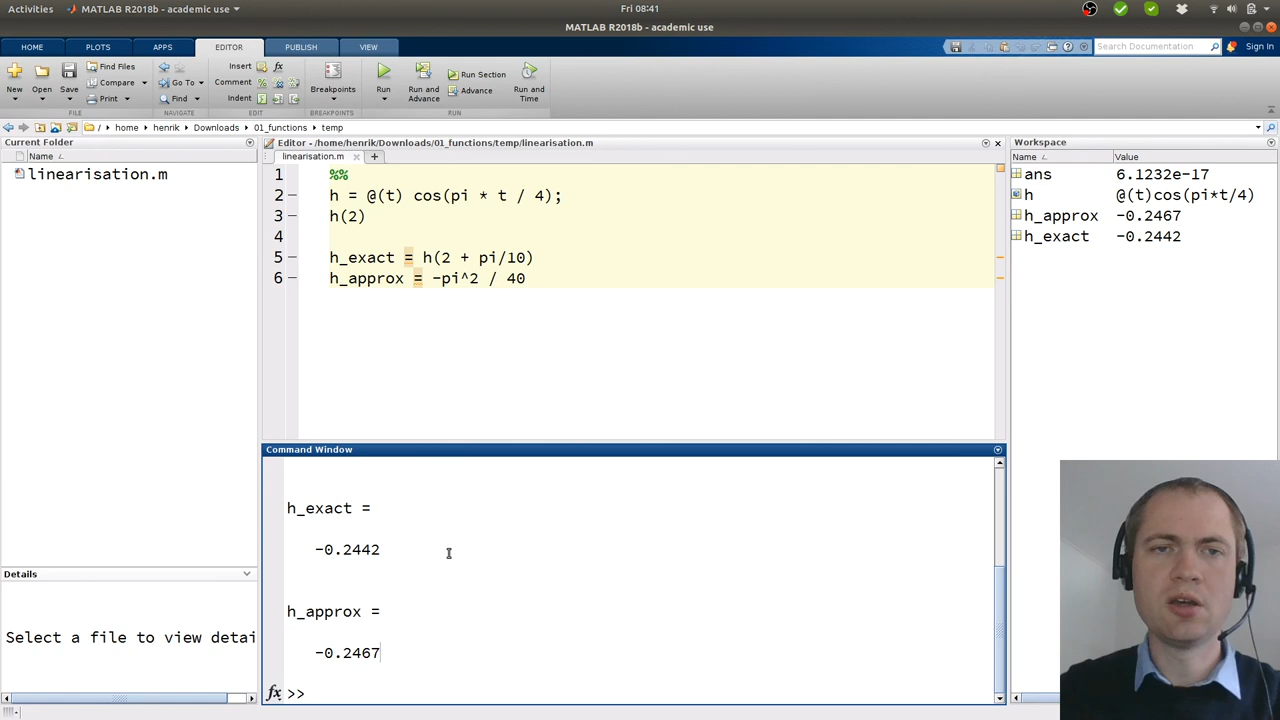 Activities MATLAB R2018b - academic use Fri 08:41
MATLAB R2018b - academic use
HOME PLOTS APPS EDITOR PUBLISH VIEW Search Documentation Sign In
New Open Save Find Files Compare Print Go To Find Insert fx Comment Indent Breakpoints Run Run and Advance Run Section Advance Run and Time
FILE NAVIGATE EDIT BREAKPOINTS RUN
/ home henrik Downloads 01_functions temp
Current Folder
Name
linearisation.m
Details
Select a file to view detai
Editor - /home/henrik/Downloads/01_functions/temp/linearisation.m
linearisation.m
1 %%
2 h = @(t) cos(pi * t / 4);
3 h(2)
4
5 h_exact = h(2 + pi/10)
6 h_approx = -pi^2 / 40
Command Window
h_exact =
-0.2442
h_approx =
-0.2467
fx >>
Workspace
Name Value
ans 6.1232e-17
h @(t)cos(pi*t/4)
h_approx -0.2467
h_exact -0.2442